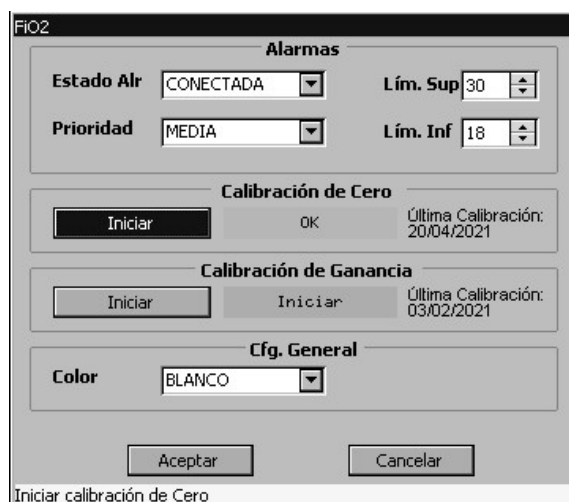 FiO2
Alarmas
Estado Alr CONECTADA Lím. Sup 30
Prioridad MEDIA Lím. Inf 18
Calibración de Cero
Iniciar OK Última Calibración:
20/04/2021
Calibración de Ganancia
Iniciar Iniciar Última Calibración:
03/02/2021
Cfg. General
Color BLANCO
Aceptar Cancelar
Iniciar calibración de Cero